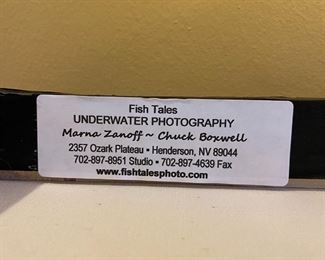 Fish Tales
UNDERWATER PHOTOGRAPHY
Marna Zanoff ~ Chuck Boxwell
2357 Ozark Plateau • Henderson, NV 89044
702-897-8951 Studio • 702-897-4639 Fax
www.fishtalesphoto.com